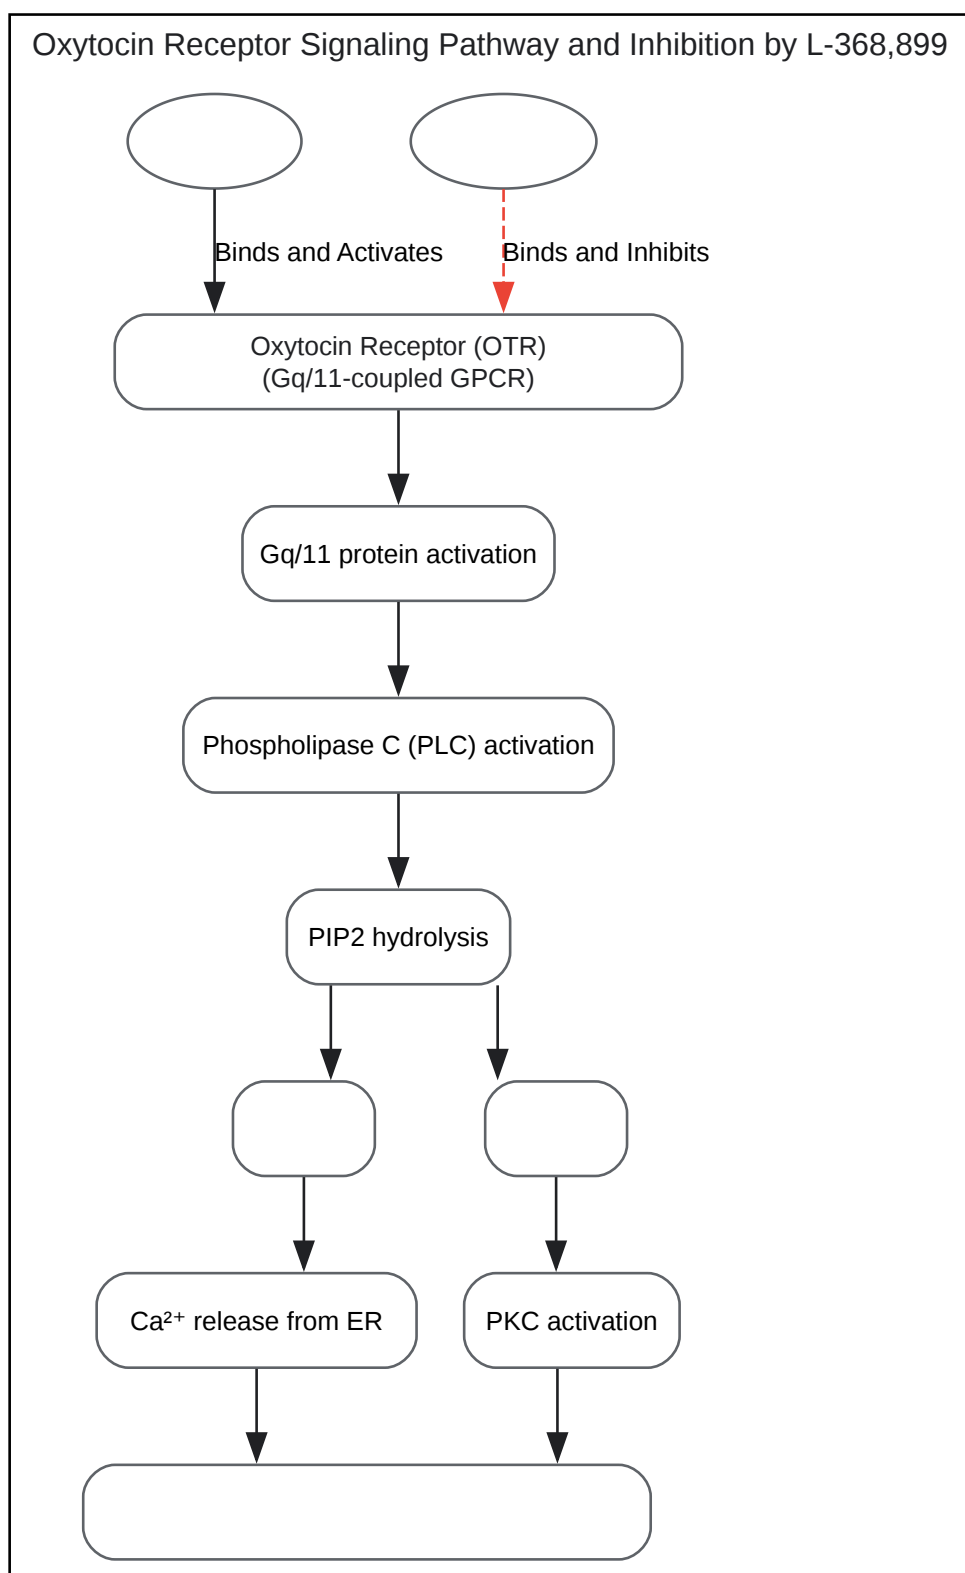 Oxytocin Receptor Signaling Pathway and Inhibition by L-368,899
Binds and Activates
Binds and Inhibits
Oxytocin Receptor (OTR)
(Gq/11-coupled GPCR)
Gq/11 protein activation
Phospholipase C (PLC) activation
PIP2 hydrolysis
Ca²⁺ release from ER
PKC activation